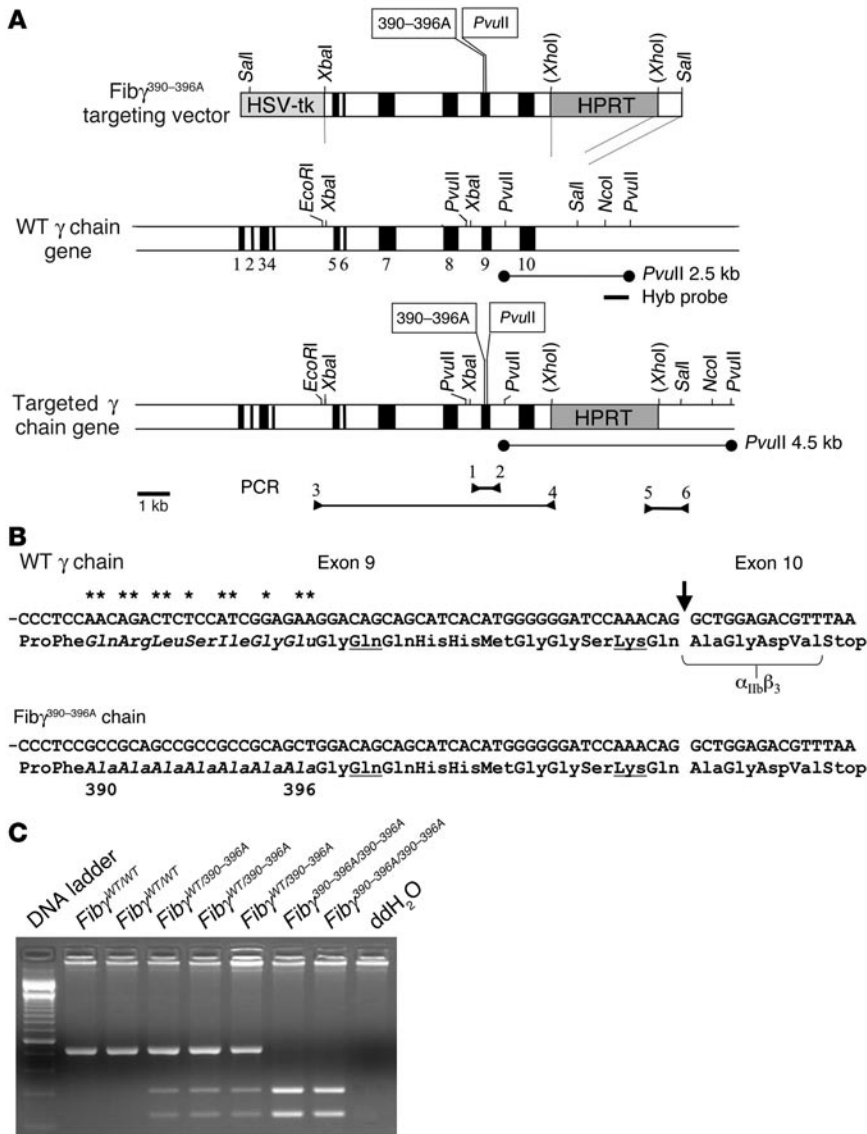 A
390–396A
PvuII
SalI
XbaI
(XhoI)
(XhoI)
SalI
Fibγ390–396A
targeting vector
HSV-tk
HPRT
EcoRI
XbaI
PvuII
XbaI
PvuII
SalI
NcoI
PvuII
WT γ chain
gene
1 2 34 56 7 8 9 10
PvuII 2.5 kb
Hyb probe
390–396A
PvuII
EcoRI
XbaI
PvuII
XbaI
PvuII
(XhoI)
(XhoI)
SalI
NcoI
PvuII
Targeted γ
chain gene
HPRT
PvuII 4.5 kb
1 kb
PCR
3
1
2
4
5
6
B
WT γ chain
Exon 9
Exon 10
** ** ** * ** * **
-CCCTCCAACAGACTCTCCATCGGAGAAGGACAGCAGCATCACATGGGGGGATCCAAACAG GCTGGAGACGTTTAA
ProPheGlnArgLeuSerIleGlyGluGlyGlnGlnHisHisMetGlyGlySerLysGln AlaGlyAspValStop
αIIbβ3
Fibγ390–396A chain
-CCCTCCGCCGCAGCCGCCGCCGCAGCTGGACAGCAGCATCACATGGGGGGATCCAAACAG GCTGGAGACGTTTAA
ProPheAlaAlaAlaAlaAlaAlaAlaGlyGlnGlnHisHisMetGlyGlySerLysGln AlaGlyAspValStop
390
396
C
DNA ladder
FibγWT/WT
FibγWT/WT
FibγWT/390–396A
FibγWT/390–396A
FibγWT/390–396A
Fibγ390–396A/390–396A
Fibγ390–396A/390–396A
ddH2O